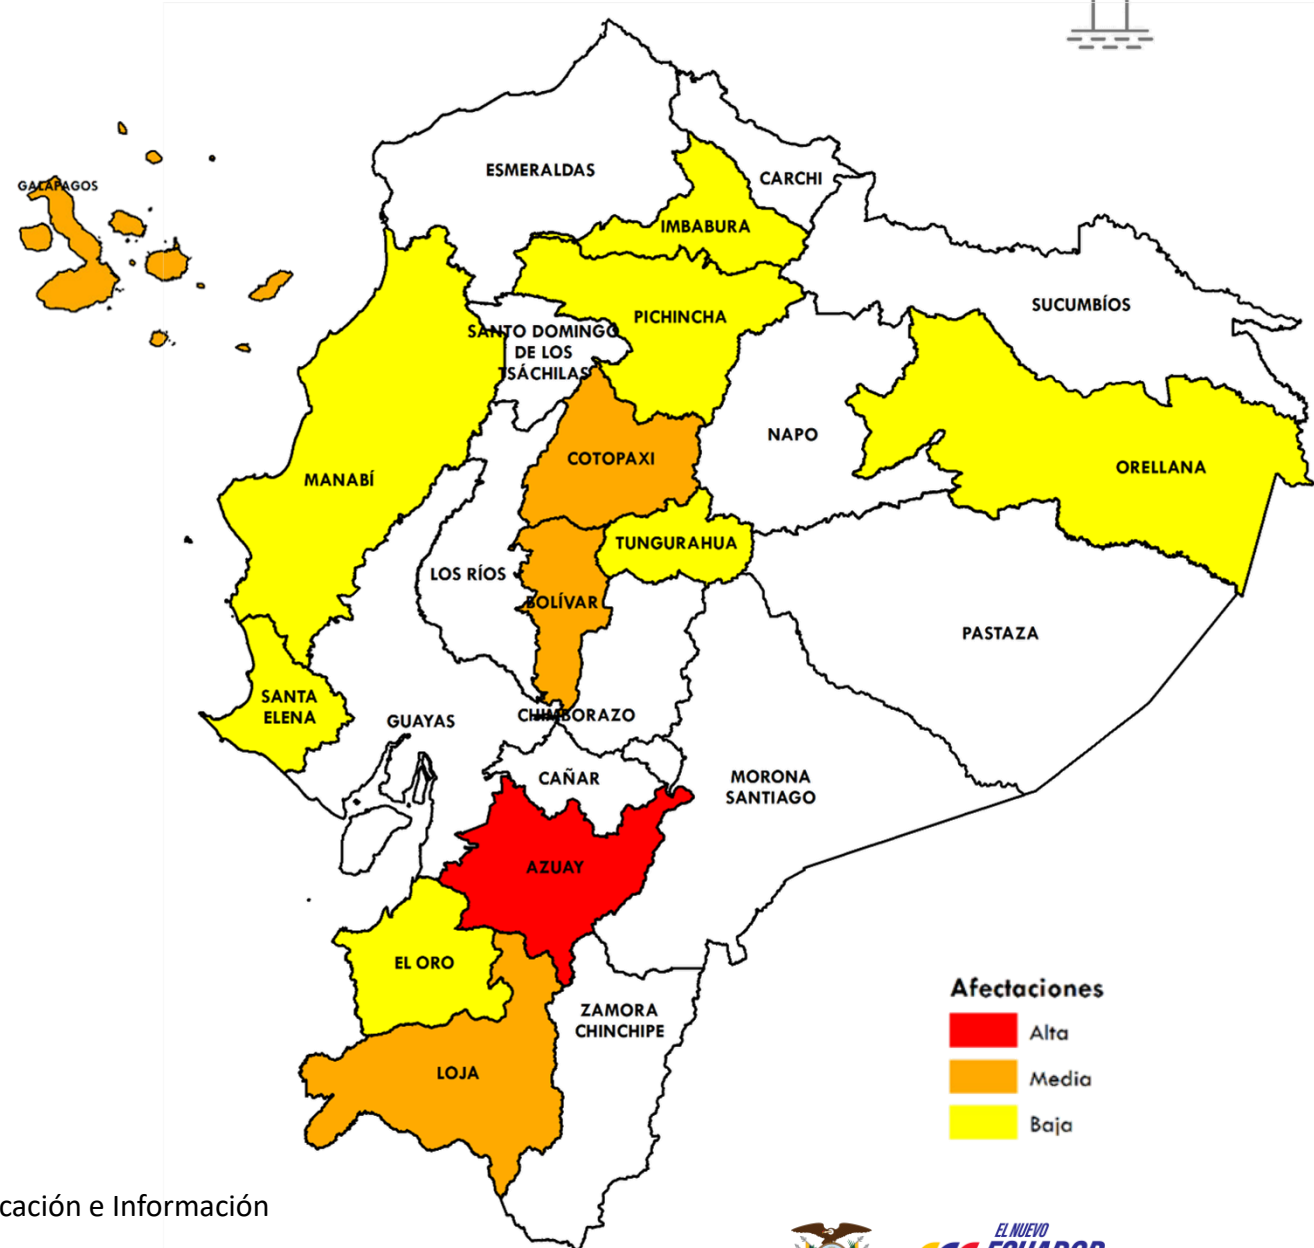 ESMERALDAS
CARCHI
GALÁPAGOS
IMBABURA
SUCUMBÍOS
PICHINCHA
SANTO DOMINGO
DE LOS
TSÁCHILAS
NAPO
COTOPAXI
ORELLANA
MANABÍ
TUNGURAHUA
LOS RÍOS
BOLÍVAR
PASTAZA
SANTA
ELENA
GUAYAS
CHIMBORAZO
CAÑAR
MORONA
SANTIAGO
AZUAY
EL ORO
ZAMORA
CHINCHIPE
LOJA
Afectaciones
Alta
Media
Baja
cación e Información
EL NUEVO
ECUADOR